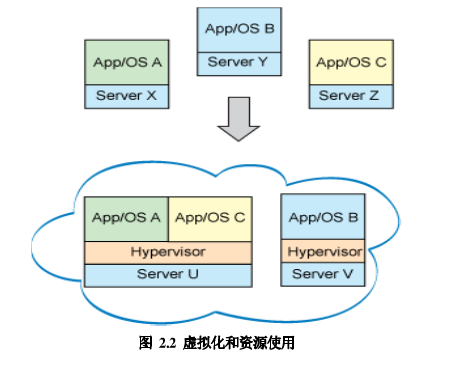 App/OS B
Server Y
App/OS A
Server X
App/OS C
Server Z
App/OS A
App/OS C
Hypervisor
Server U
App/OS B
Hypervisor
Server V
图 2.2 虚拟化和资源使用